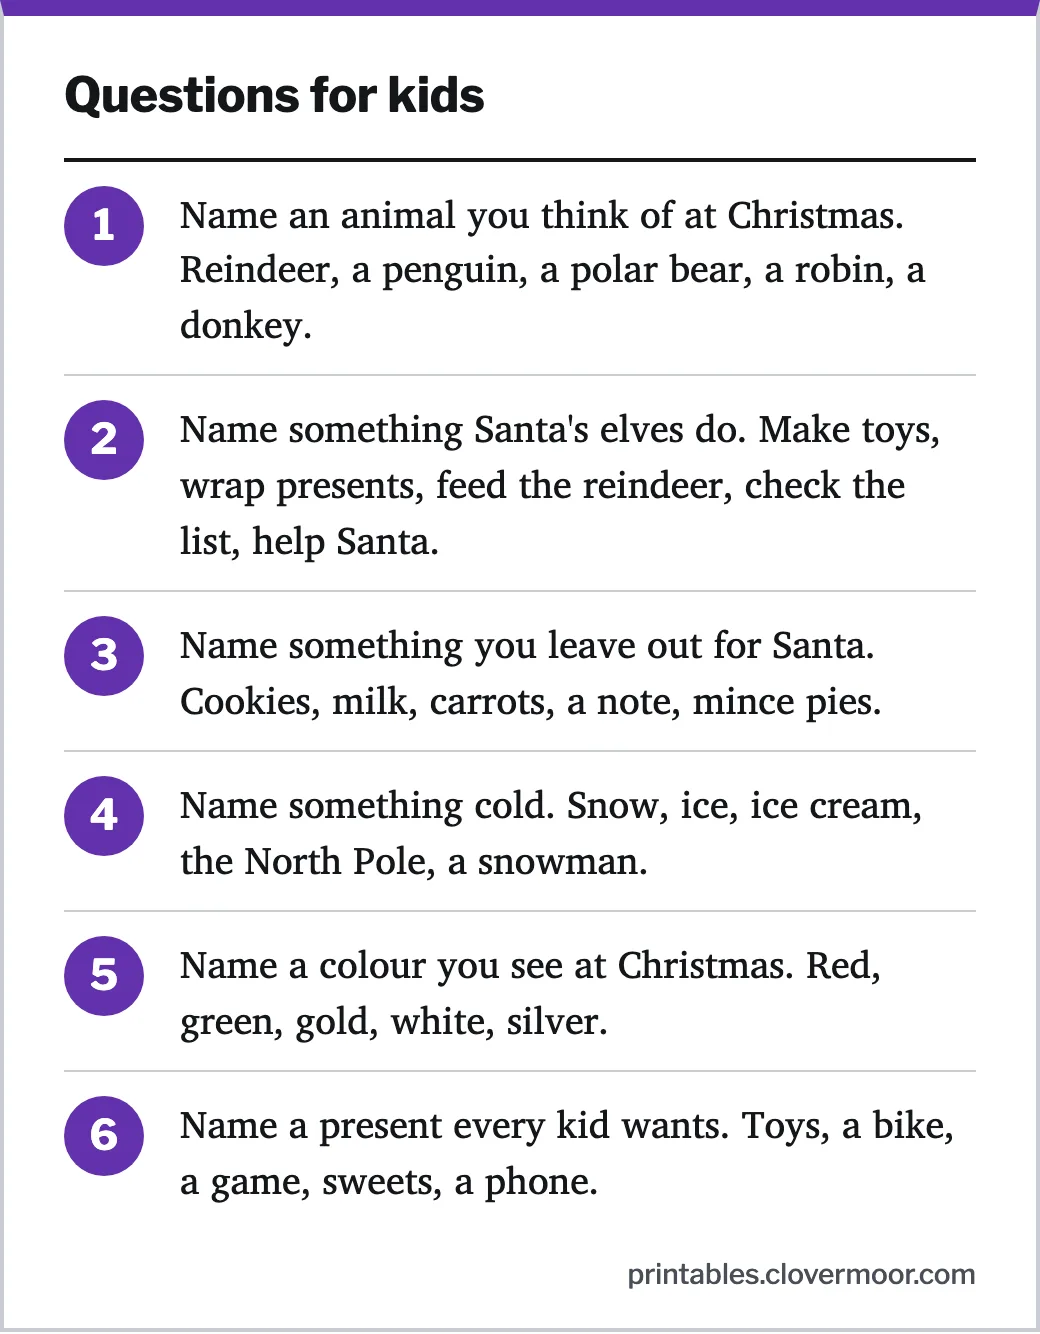 Questions for kids
1
Name an animal you think of at Christmas.
Reindeer, a penguin, a polar bear, a robin, a
donkey.
2
Name something Santa's elves do. Make toys,
wrap presents, feed the reindeer, check the
list, help Santa.
3
Name something you leave out for Santa.
Cookies, milk, carrots, a note, mince pies.
4
Name something cold. Snow, ice, ice cream,
the North Pole, a snowman.
5
Name a colour you see at Christmas. Red,
green, gold, white, silver.
6
Name a present every kid wants. Toys, a bike,
a game, sweets, a phone.
printables.clovermoor.com